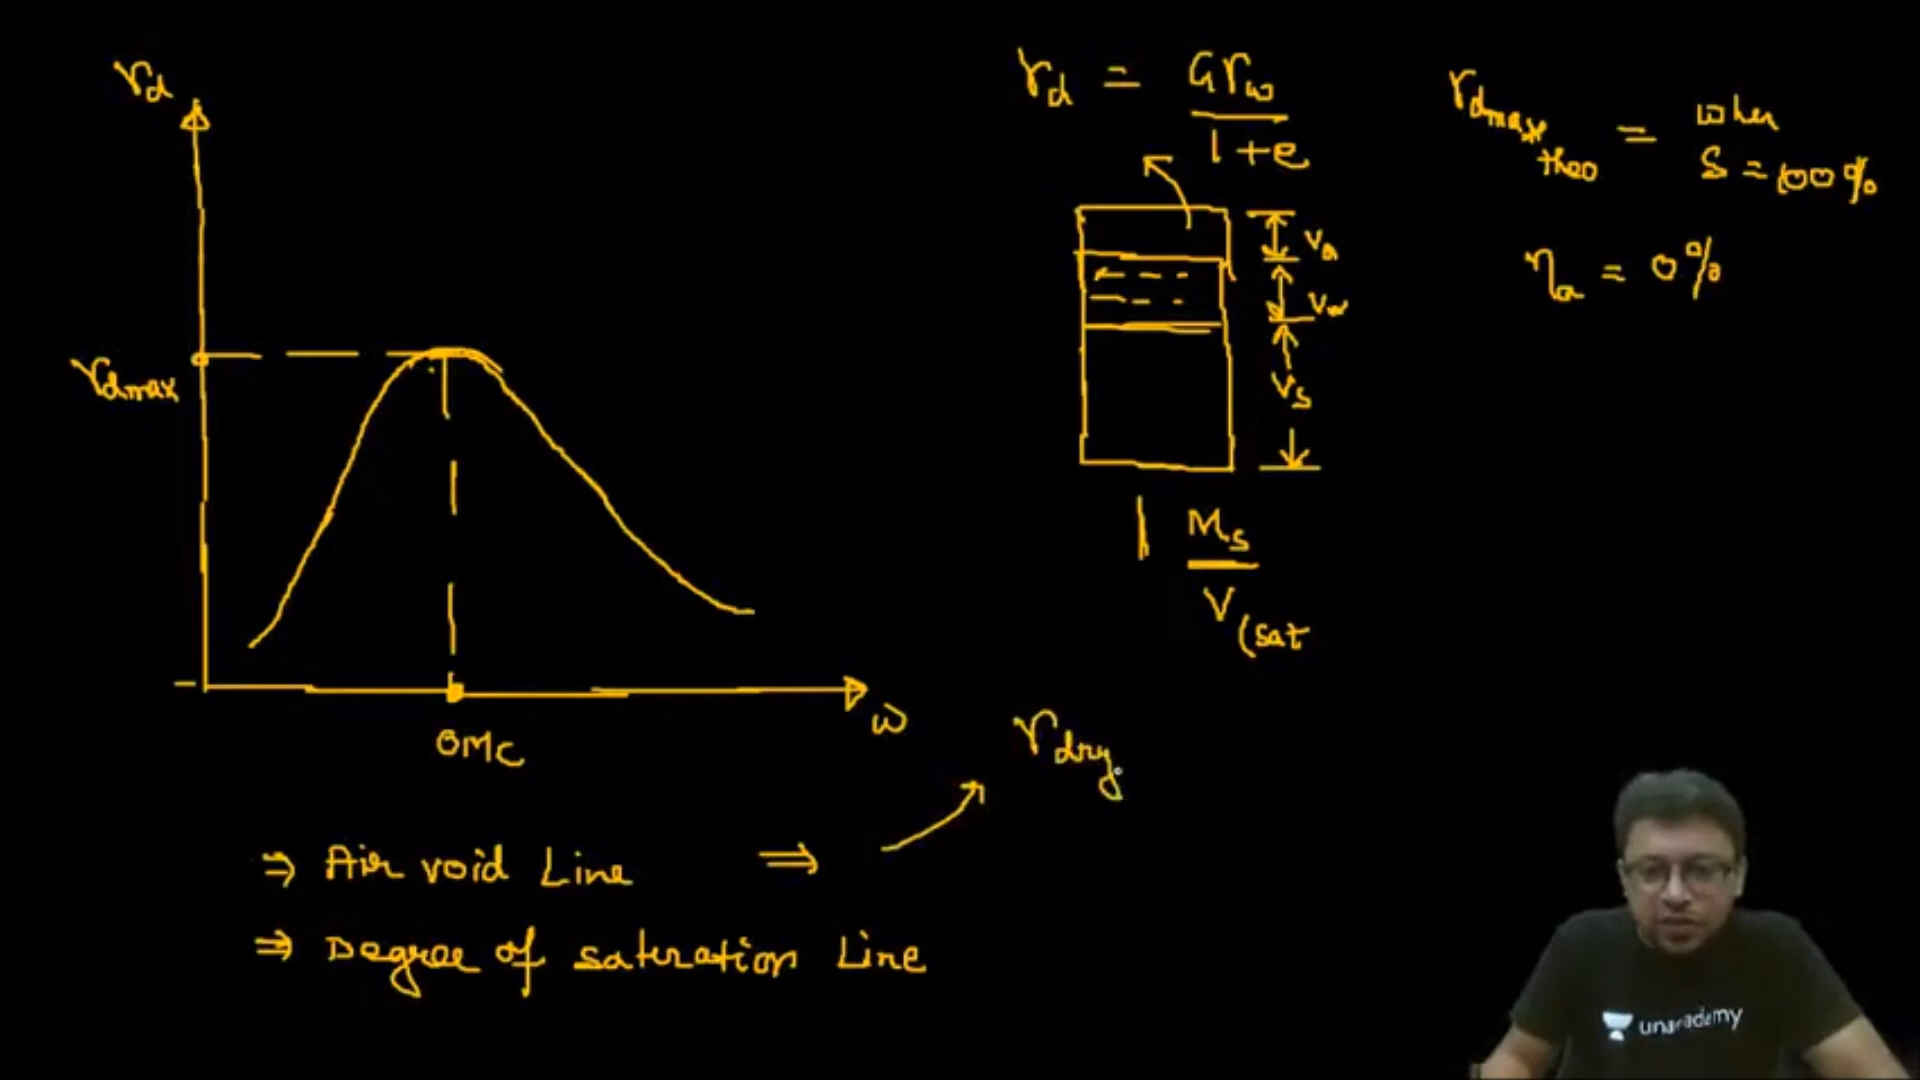 γd
γdmax
OMC
ω
γd = Gγω / 1+e
Va
Vw
Vs
Ms
V(sat
γdmax theo = when S = 100%
ηa = 0%
γdry
⇒ Air void Line ⇒
⇒ Degree of saturation Line
unacademy